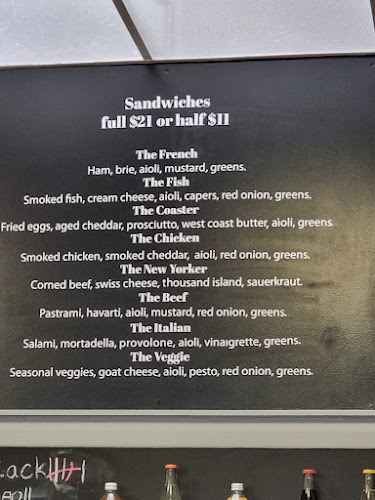 Sandwiches
full $21 or half $11
The French
Ham, brie, aioli, mustard, greens.
The Fish
Smoked fish, cream cheese, aioli, capers, red onion, greens.
The Coaster
Fried eggs, aged cheddar, prosciutto, west coast butter, aioli, greens
The Chicken
Smoked chicken, smoked cheddar, aioli, red onion, greens.
The New Yorker
Corned beef, swiss cheese, thousand island, sauerkraut.
The Beef
Pastrami, havarti, aioli, mustard, red onion, greens.
The Italian
Salami, mortadella, provolone, aioli, vinaigrette, greens.
The Veggie
Seasonal veggies, goat cheese, aioli, pesto, red onion, greens.